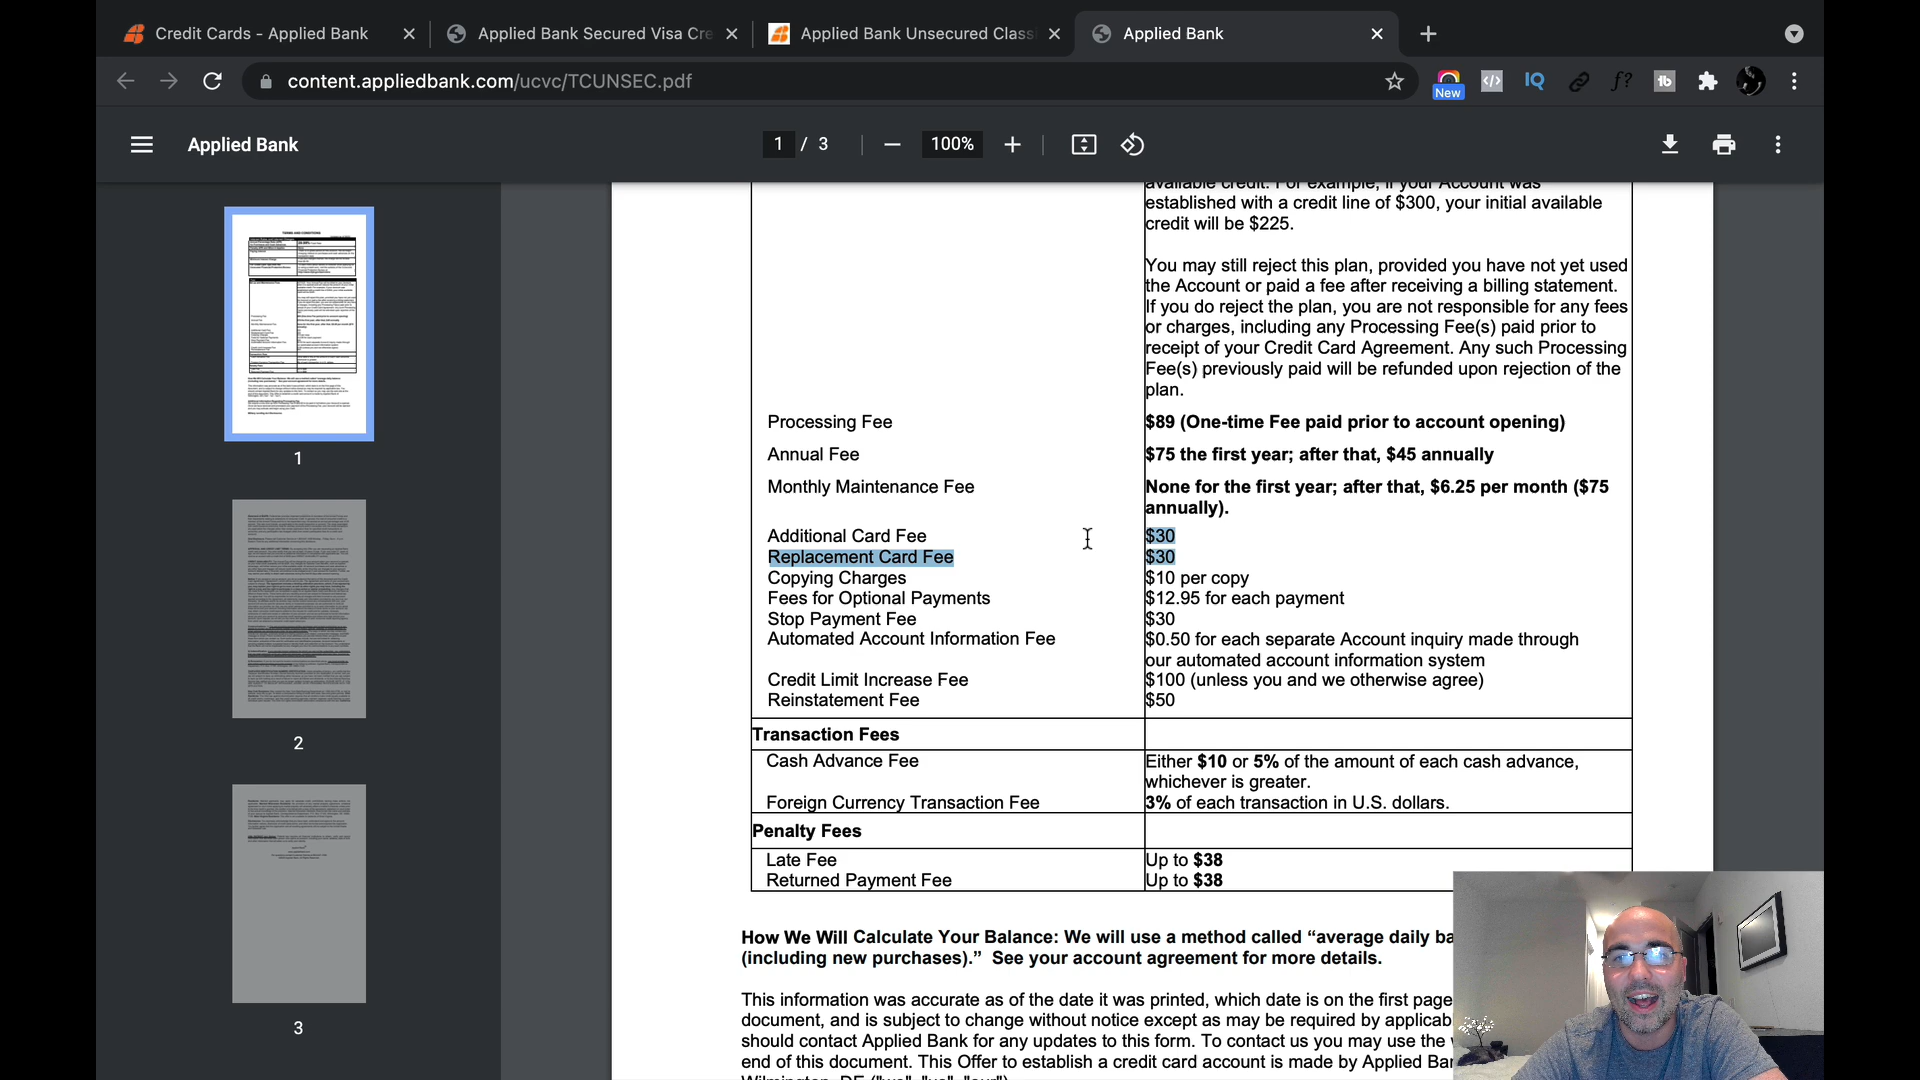 Credit Cards - Applied Bank
Applied Bank Secured Visa Cre
Applied Bank Unsecured Class
Applied Bank
content.appliedbank.com/ucvc/TCUNSEC.pdf
New
IQ
f?
tb
Applied Bank
1 / 3
100%
1
2
3
available credit. For example, if your Account was
established with a credit line of $300, your initial available
credit will be $225.
You may still reject this plan, provided you have not yet used
the Account or paid a fee after receiving a billing statement.
If you do reject the plan, you are not responsible for any fees
or charges, including any Processing Fee(s) paid prior to
receipt of your Credit Card Agreement. Any such Processing
Fee(s) previously paid will be refunded upon rejection of the
plan.
Processing Fee $89 (One-time Fee paid prior to account opening)
Annual Fee $75 the first year; after that, $45 annually
Monthly Maintenance Fee None for the first year; after that, $6.25 per month ($75
annually).
Additional Card Fee $30
Replacement Card Fee $30
Copying Charges $10 per copy
Fees for Optional Payments $12.95 for each payment
Stop Payment Fee $30
Automated Account Information Fee $0.50 for each separate Account inquiry made through
our automated account information system
Credit Limit Increase Fee $100 (unless you and we otherwise agree)
Reinstatement Fee $50
Transaction Fees
Cash Advance Fee Either $10 or 5% of the amount of each cash advance,
whichever is greater.
Foreign Currency Transaction Fee 3% of each transaction in U.S. dollars.
Penalty Fees
Late Fee Up to $38
Returned Payment Fee Up to $38
How We Will Calculate Your Balance: We will use a method called “average daily ba
(including new purchases).” See your account agreement for more details.
This information was accurate as of the date it was printed, which date is on the first page
document, and is subject to change without notice except as may be required by applicab
should contact Applied Bank for any updates to this form. To contact us you may use the
end of this document. This Offer to establish a credit card account is made by Applied Ban
Wilmington, DE ("we", "us", "our")